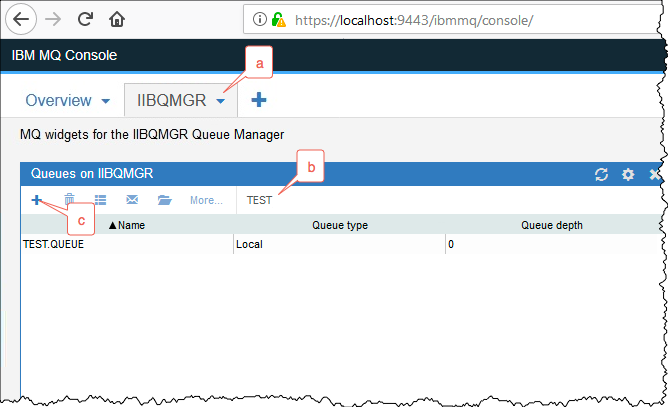 https://localhost:9443/ibmmq/console/
IBM MQ Console
a
Overview IIBQMGR
MQ widgets for the IIBQMGR Queue Manager
b
Queues on IIBQMGR
More... TEST
c
▲Name Queue type Queue depth
TEST.QUEUE Local 0